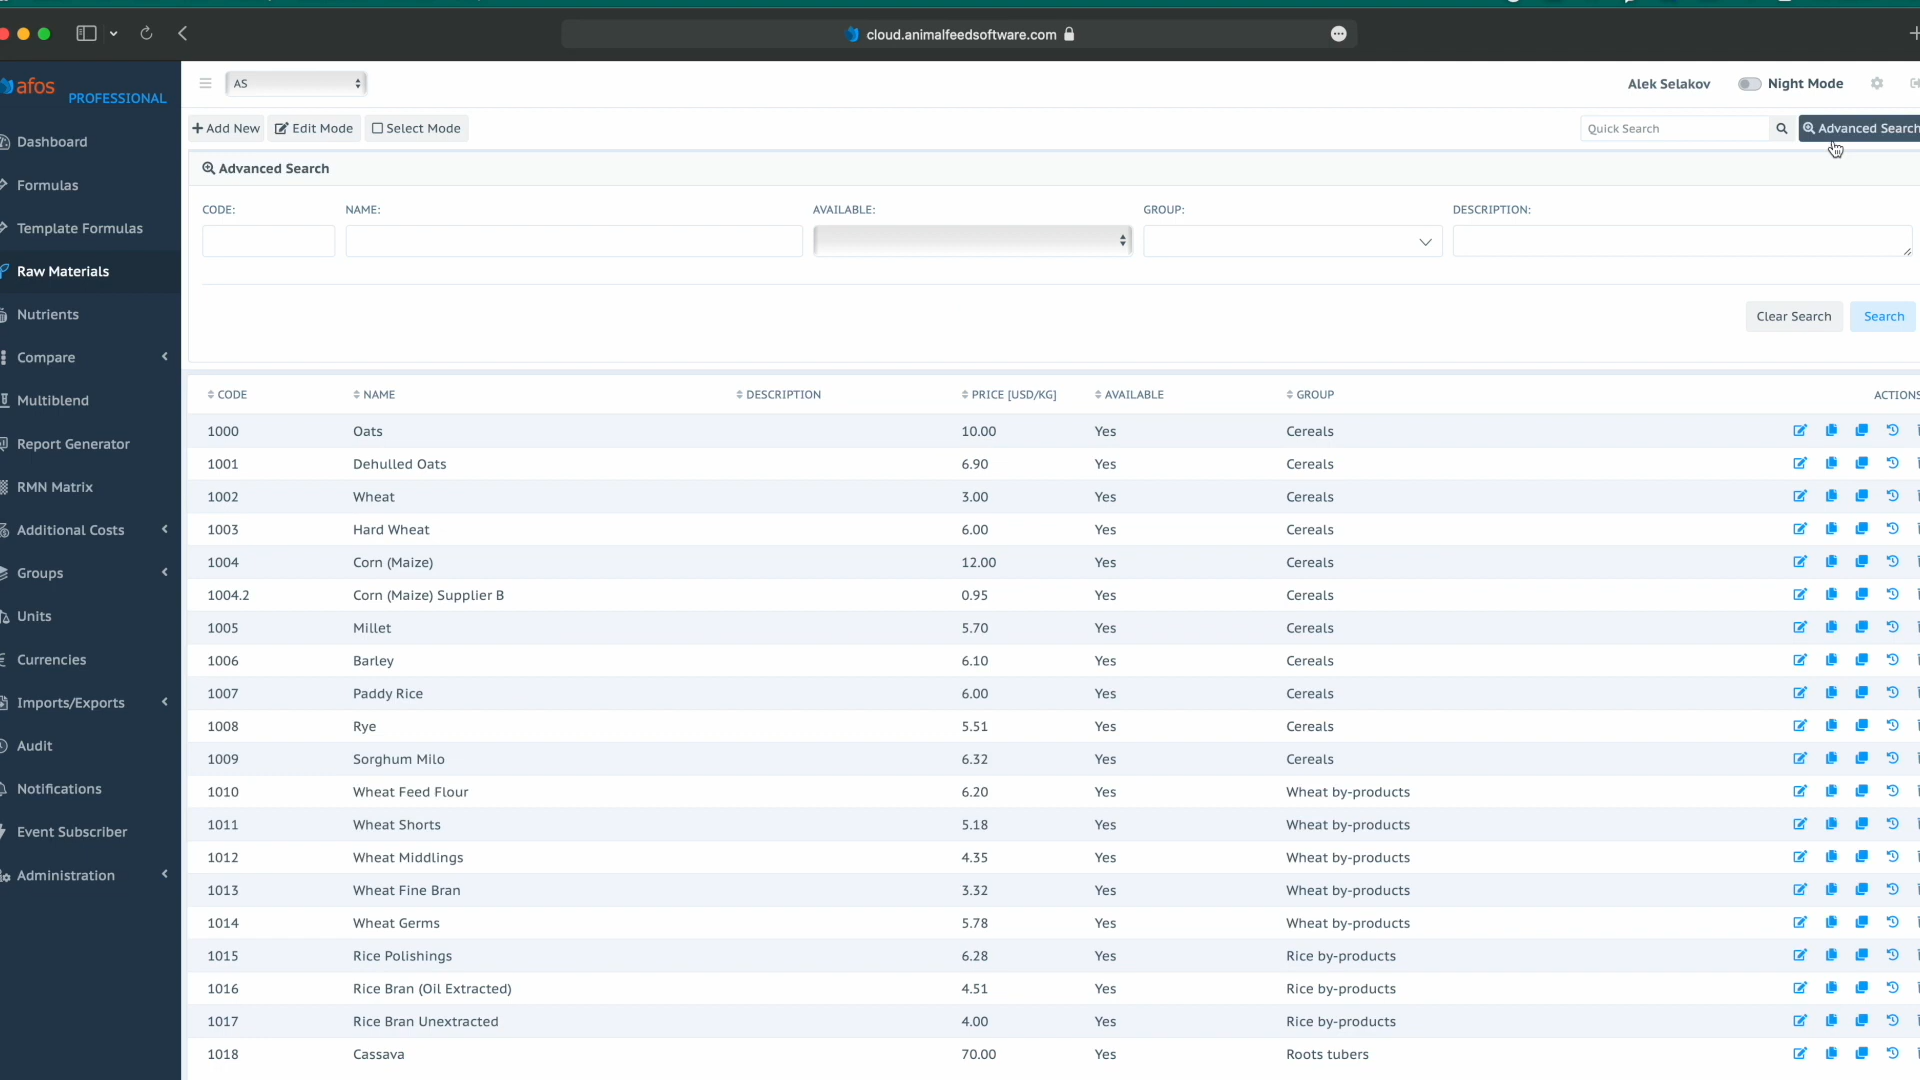 cloud.animalfeedsoftware.com
afos PROFESSIONAL
AS
Alek Selakov
Night Mode
Add New
Edit Mode
Select Mode
Quick Search
Advanced Search
Dashboard
Formulas
Template Formulas
Raw Materials
Nutrients
Compare
Multiblend
Report Generator
RMN Matrix
Additional Costs
Groups
Units
Currencies
Imports/Exports
Audit
Notifications
Event Subscriber
Administration
Advanced Search
CODE: NAME: AVAILABLE: GROUP: DESCRIPTION:
Clear Search Search
CODE NAME DESCRIPTION PRICE [USD/KG] AVAILABLE GROUP ACTIONS
1000 Oats 10.00 Yes Cereals
1001 Dehulled Oats 6.90 Yes Cereals
1002 Wheat 3.00 Yes Cereals
1003 Hard Wheat 6.00 Yes Cereals
1004 Corn (Maize) 12.00 Yes Cereals
1004.2 Corn (Maize) Supplier B 0.95 Yes Cereals
1005 Millet 5.70 Yes Cereals
1006 Barley 6.10 Yes Cereals
1007 Paddy Rice 6.00 Yes Cereals
1008 Rye 5.51 Yes Cereals
1009 Sorghum Milo 6.32 Yes Cereals
1010 Wheat Feed Flour 6.20 Yes Wheat by-products
1011 Wheat Shorts 5.18 Yes Wheat by-products
1012 Wheat Middlings 4.35 Yes Wheat by-products
1013 Wheat Fine Bran 3.32 Yes Wheat by-products
1014 Wheat Germs 5.78 Yes Wheat by-products
1015 Rice Polishings 6.28 Yes Rice by-products
1016 Rice Bran (Oil Extracted) 4.51 Yes Rice by-products
1017 Rice Bran Unextracted 4.00 Yes Rice by-products
1018 Cassava 70.00 Yes Roots tubers